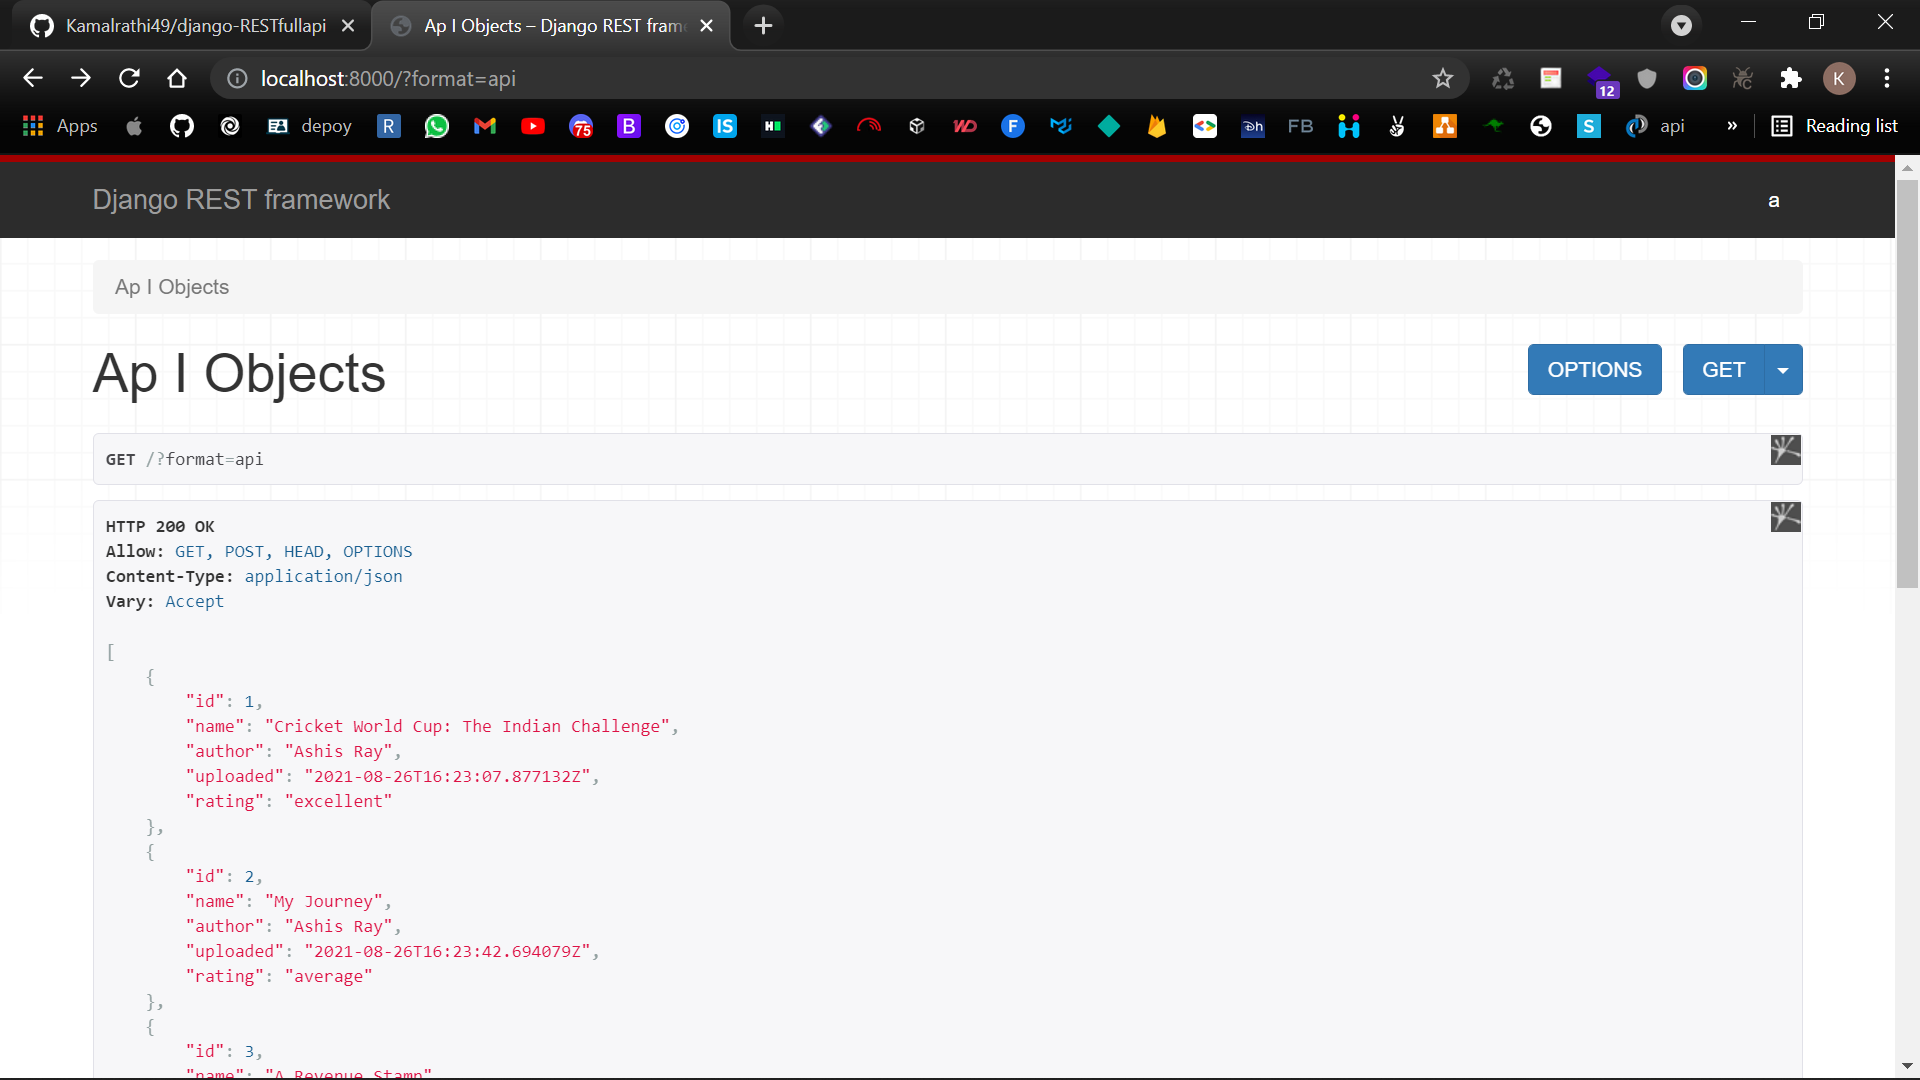 Kamalrathi49/django-RESTfullapi
Ap I Objects – Django REST fram
localhost:8000/?format=api
12
K
Apps
depoy
R
75
B
IS
H
WD
F
Dh
FB
S
api
»
Reading list
Django REST framework
a
Ap I Objects
Ap I Objects
OPTIONS
GET
GET /?format=api
HTTP 200 OK
Allow: GET, POST, HEAD, OPTIONS
Content-Type: application/json
Vary: Accept
[
{
"id": 1,
"name": "Cricket World Cup: The Indian Challenge",
"author": "Ashis Ray",
"uploaded": "2021-08-26T16:23:07.877132Z",
"rating": "excellent"
},
{
"id": 2,
"name": "My Journey",
"author": "Ashis Ray",
"uploaded": "2021-08-26T16:23:42.694079Z",
"rating": "average"
},
{
"id": 3,
"name": "A Revenue Stamp"